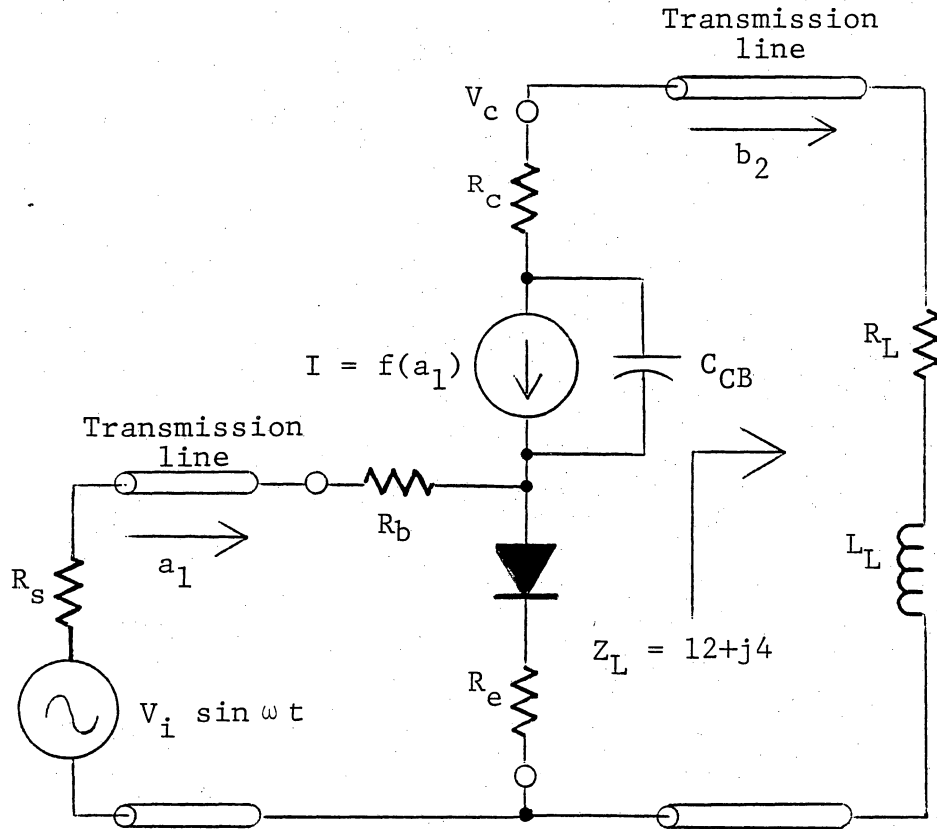 Transmission
line
V_c
b_2
R_c
R_L
I = f(a_1)
C_CB
Transmission
line
R_b
a_1
L_L
R_s
Z_L = 12+j4
R_e
V_i sin ω t